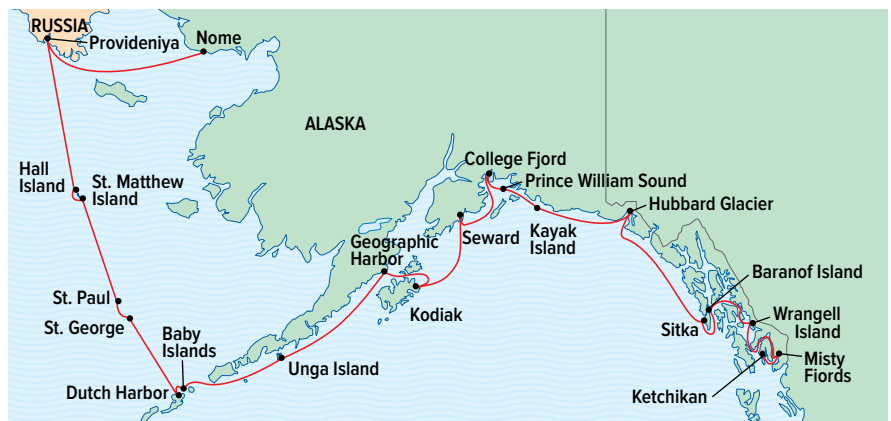 RUSSIA
Provideniya
Nome
ALASKA
Hall
Island
St. Matthew
Island
College Fjord
Prince William Sound
Hubbard Glacier
Kayak
Island
Seward
Geographic
Harbor
Kodiak
Baranof Island
St. Paul
St. George
Baby
Islands
Sitka
Wrangell
Island
Unga Island
Misty
Fiords
Dutch Harbor
Ketchikan